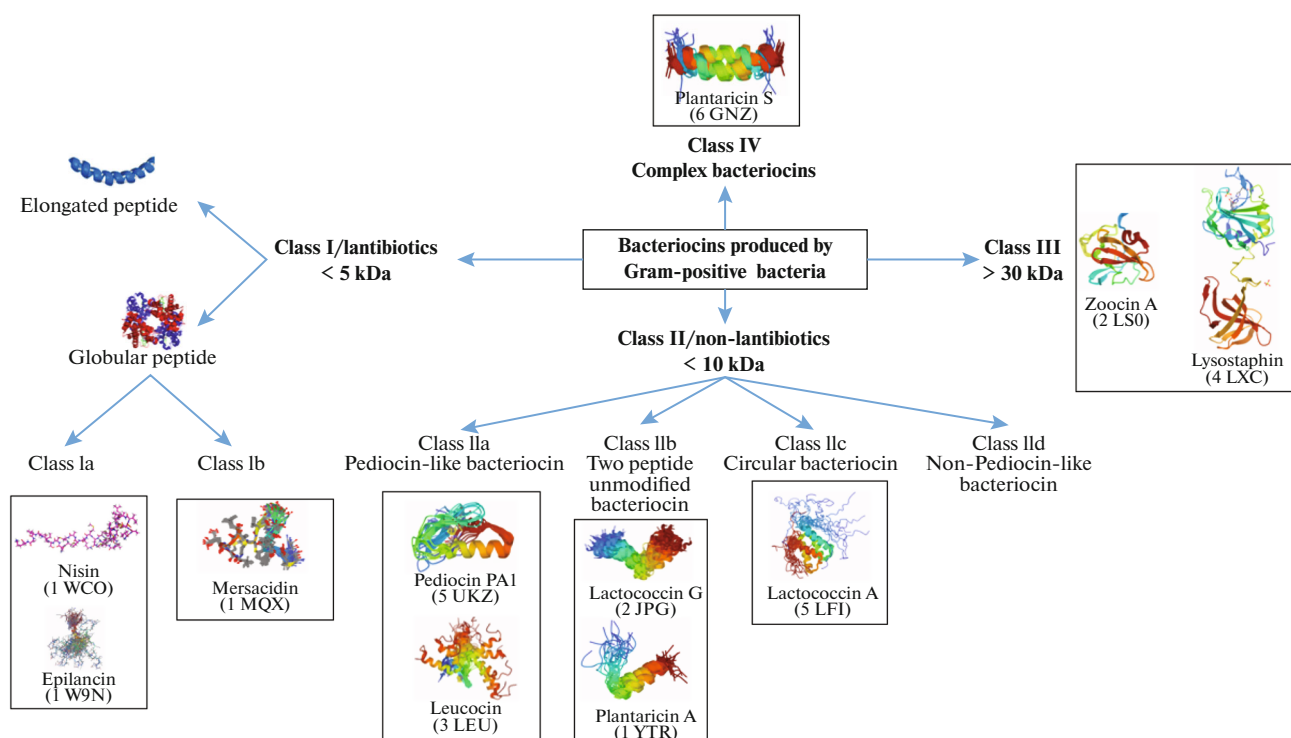 Plantaricin S
(6 GNZ)
Class IV
Complex bacteriocins
Elongated peptide
Class I/lantibiotics
< 5 kDa
Bacteriocins produced by
Gram-positive bacteria
Class III
> 30 kDa
Zoocin A
(2 LS0)
Lysostaphin
(4 LXC)
Globular peptide
Class II/non-lantibiotics
< 10 kDa
Class la
Class lb
Class lla
Pediocin-like bacteriocin
Class llb
Two peptide
unmodified
bacteriocin
Class llc
Circular bacteriocin
Class lld
Non-Pediocin-like
bacteriocin
Nisin
(1 WCO)
Epilancin
(1 W9N)
Mersacidin
(1 MQX)
Pediocin PA1
(5 UKZ)
Leucocin
(3 LEU)
Lactococcin G
(2 JPG)
Plantaricin A
(1 YTR)
Lactococcin A
(5 LFI)